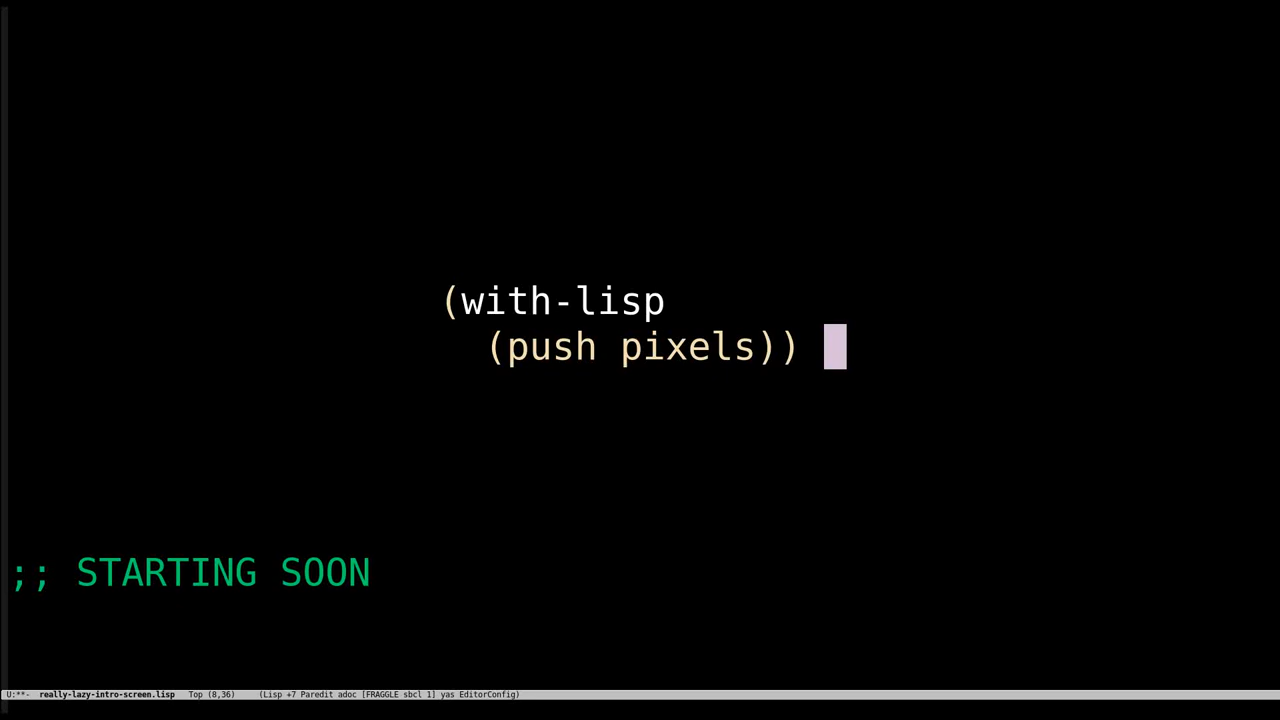 (with-lisp
(push pixels))
;; STARTING SOON
U:**-  really-lazy-intro-screen.lisp   Top (8,36)     (Lisp +7 Paredit adoc [FRAGGLE sbcl 1] yas EditorConfig)